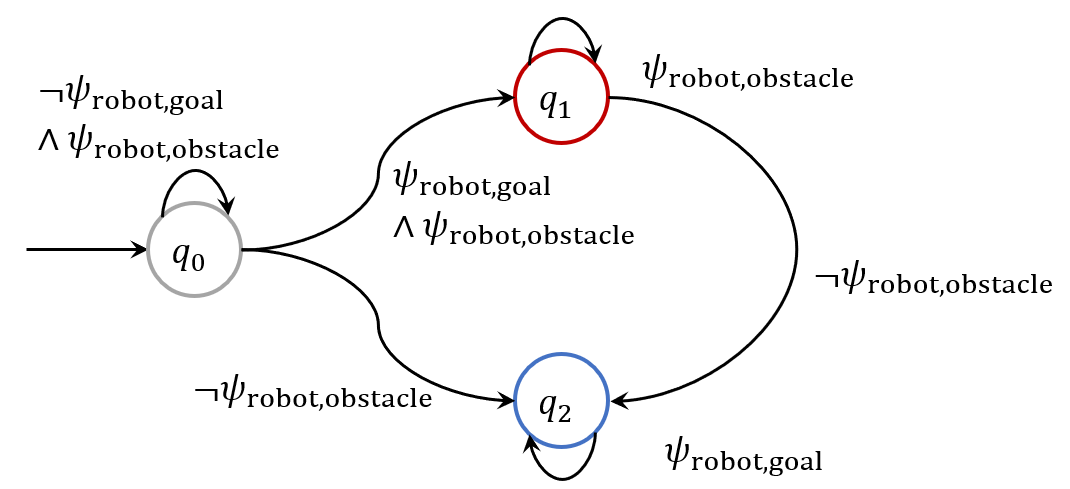 ¬ψ_robot,goal
∧ ψ_robot,obstacle
q_0
q_1
ψ_robot,obstacle
ψ_robot,goal
∧ ψ_robot,obstacle
¬ψ_robot,obstacle
¬ψ_robot,obstacle
q_2
ψ_robot,goal